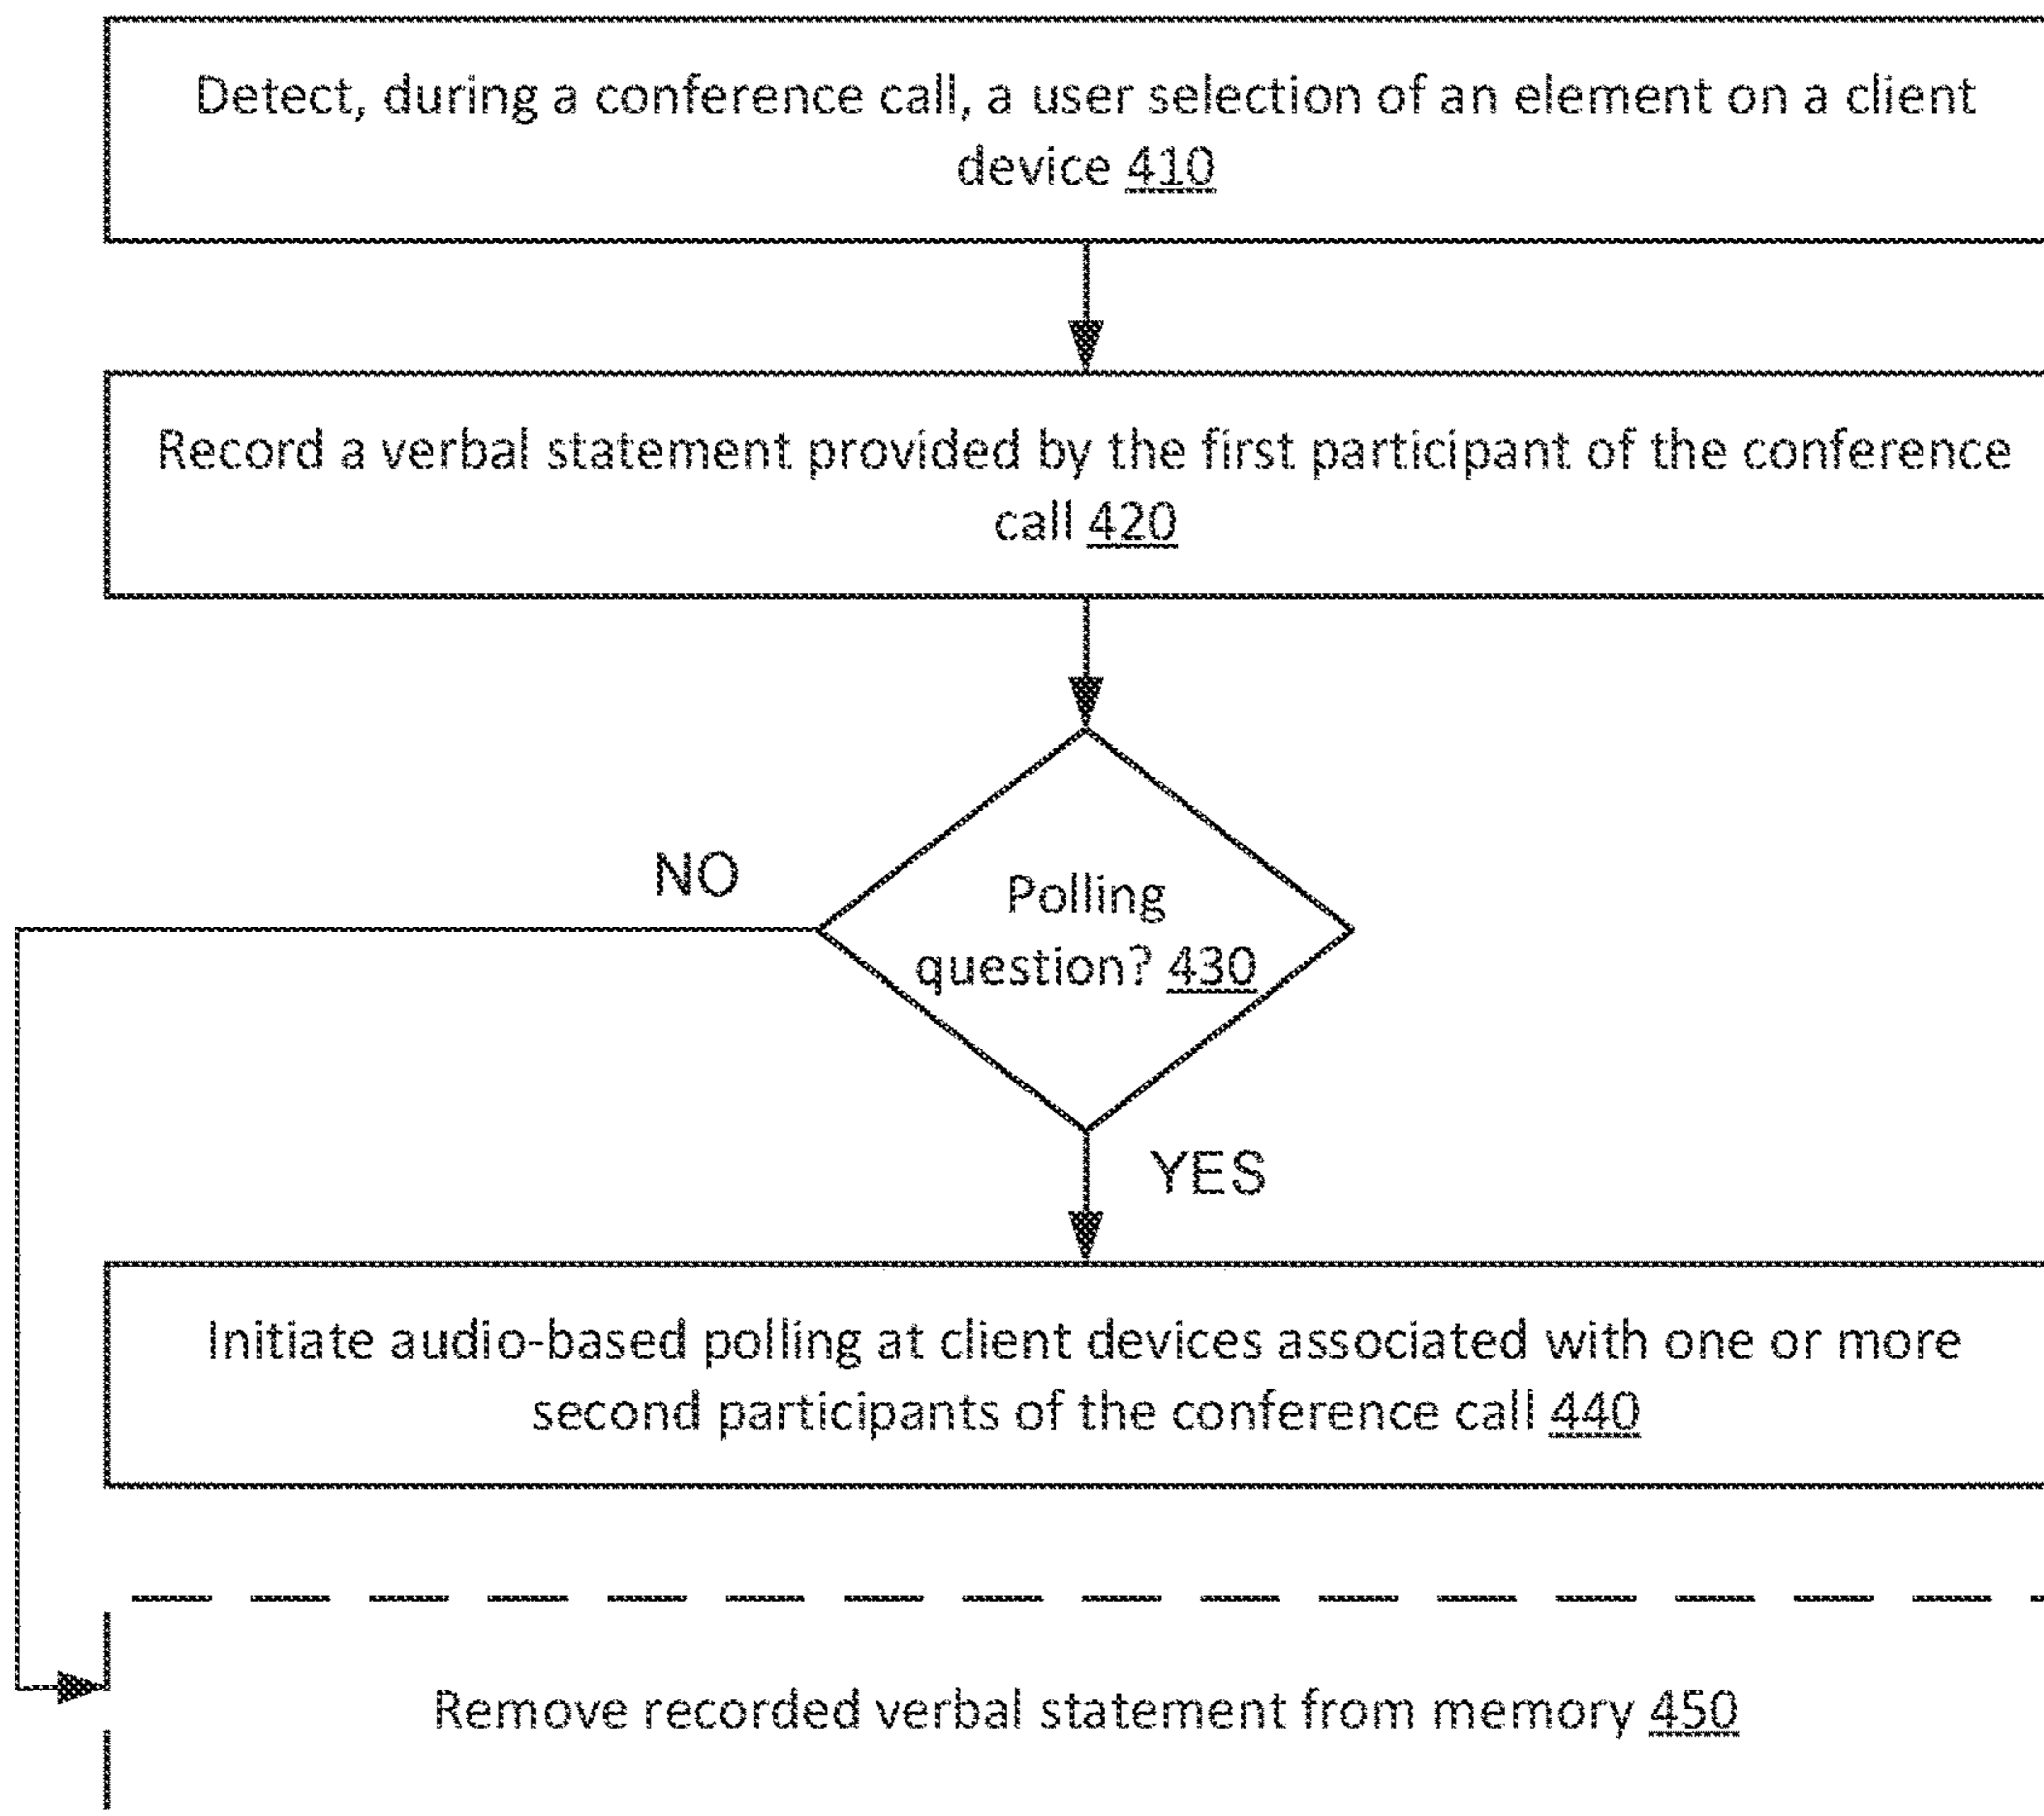 Detect, during a conference call, a user selection of an element on a client
device 410
Record a verbal statement provided by the first participant of the conference
call 420
NO
Polling
question? 430
YES
Initiate audio-based polling at client devices associated with one or more
second participants of the conference call 440
Remove recorded verbal statement from memory 450